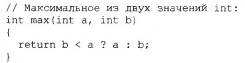 // Максимальное из двух значений int:
int max(int a, int b)
{
return b < a ? a : b;
}